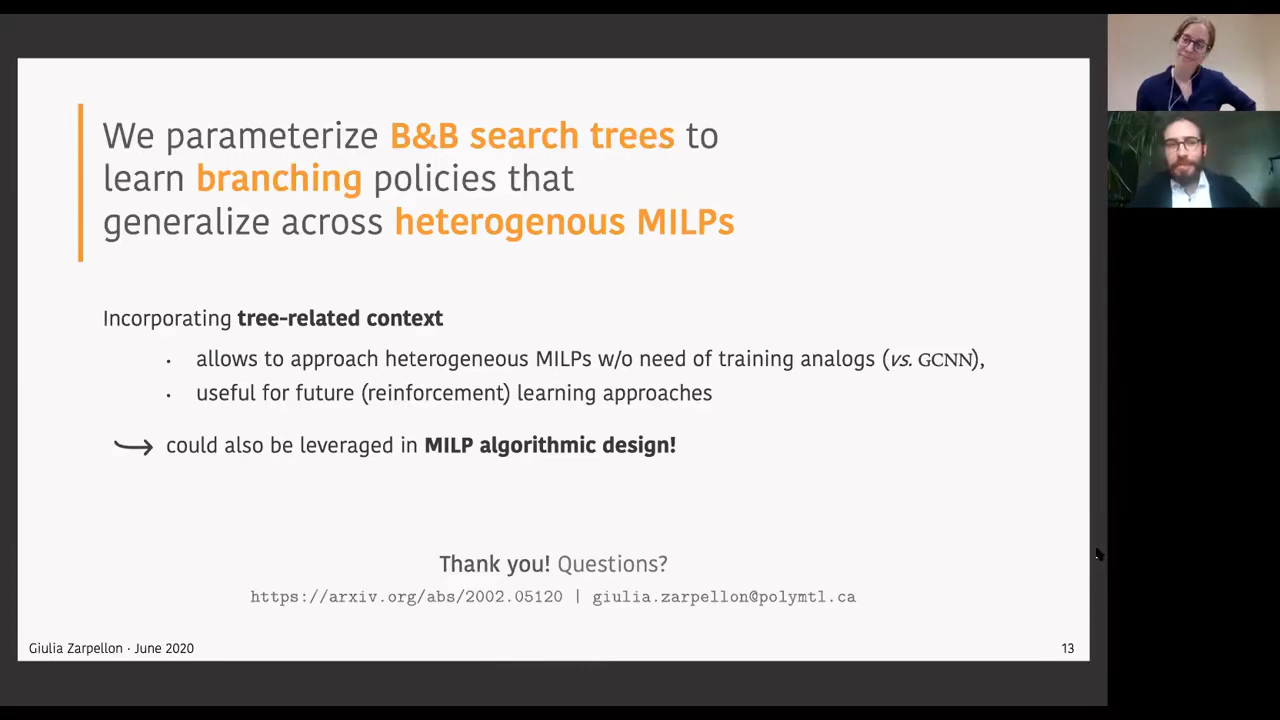 We parameterize B&B search trees to
learn branching policies that
generalize across heterogenous MILPs
Incorporating tree-related context
· allows to approach heterogeneous MILPs w/o need of training analogs (vs. GCNN),
· useful for future (reinforcement) learning approaches
could also be leveraged in MILP algorithmic design!
Thank you! Questions?
https://arxiv.org/abs/2002.05120 | giulia.zarpellon@polymtl.ca
Giulia Zarpellon · June 2020
13